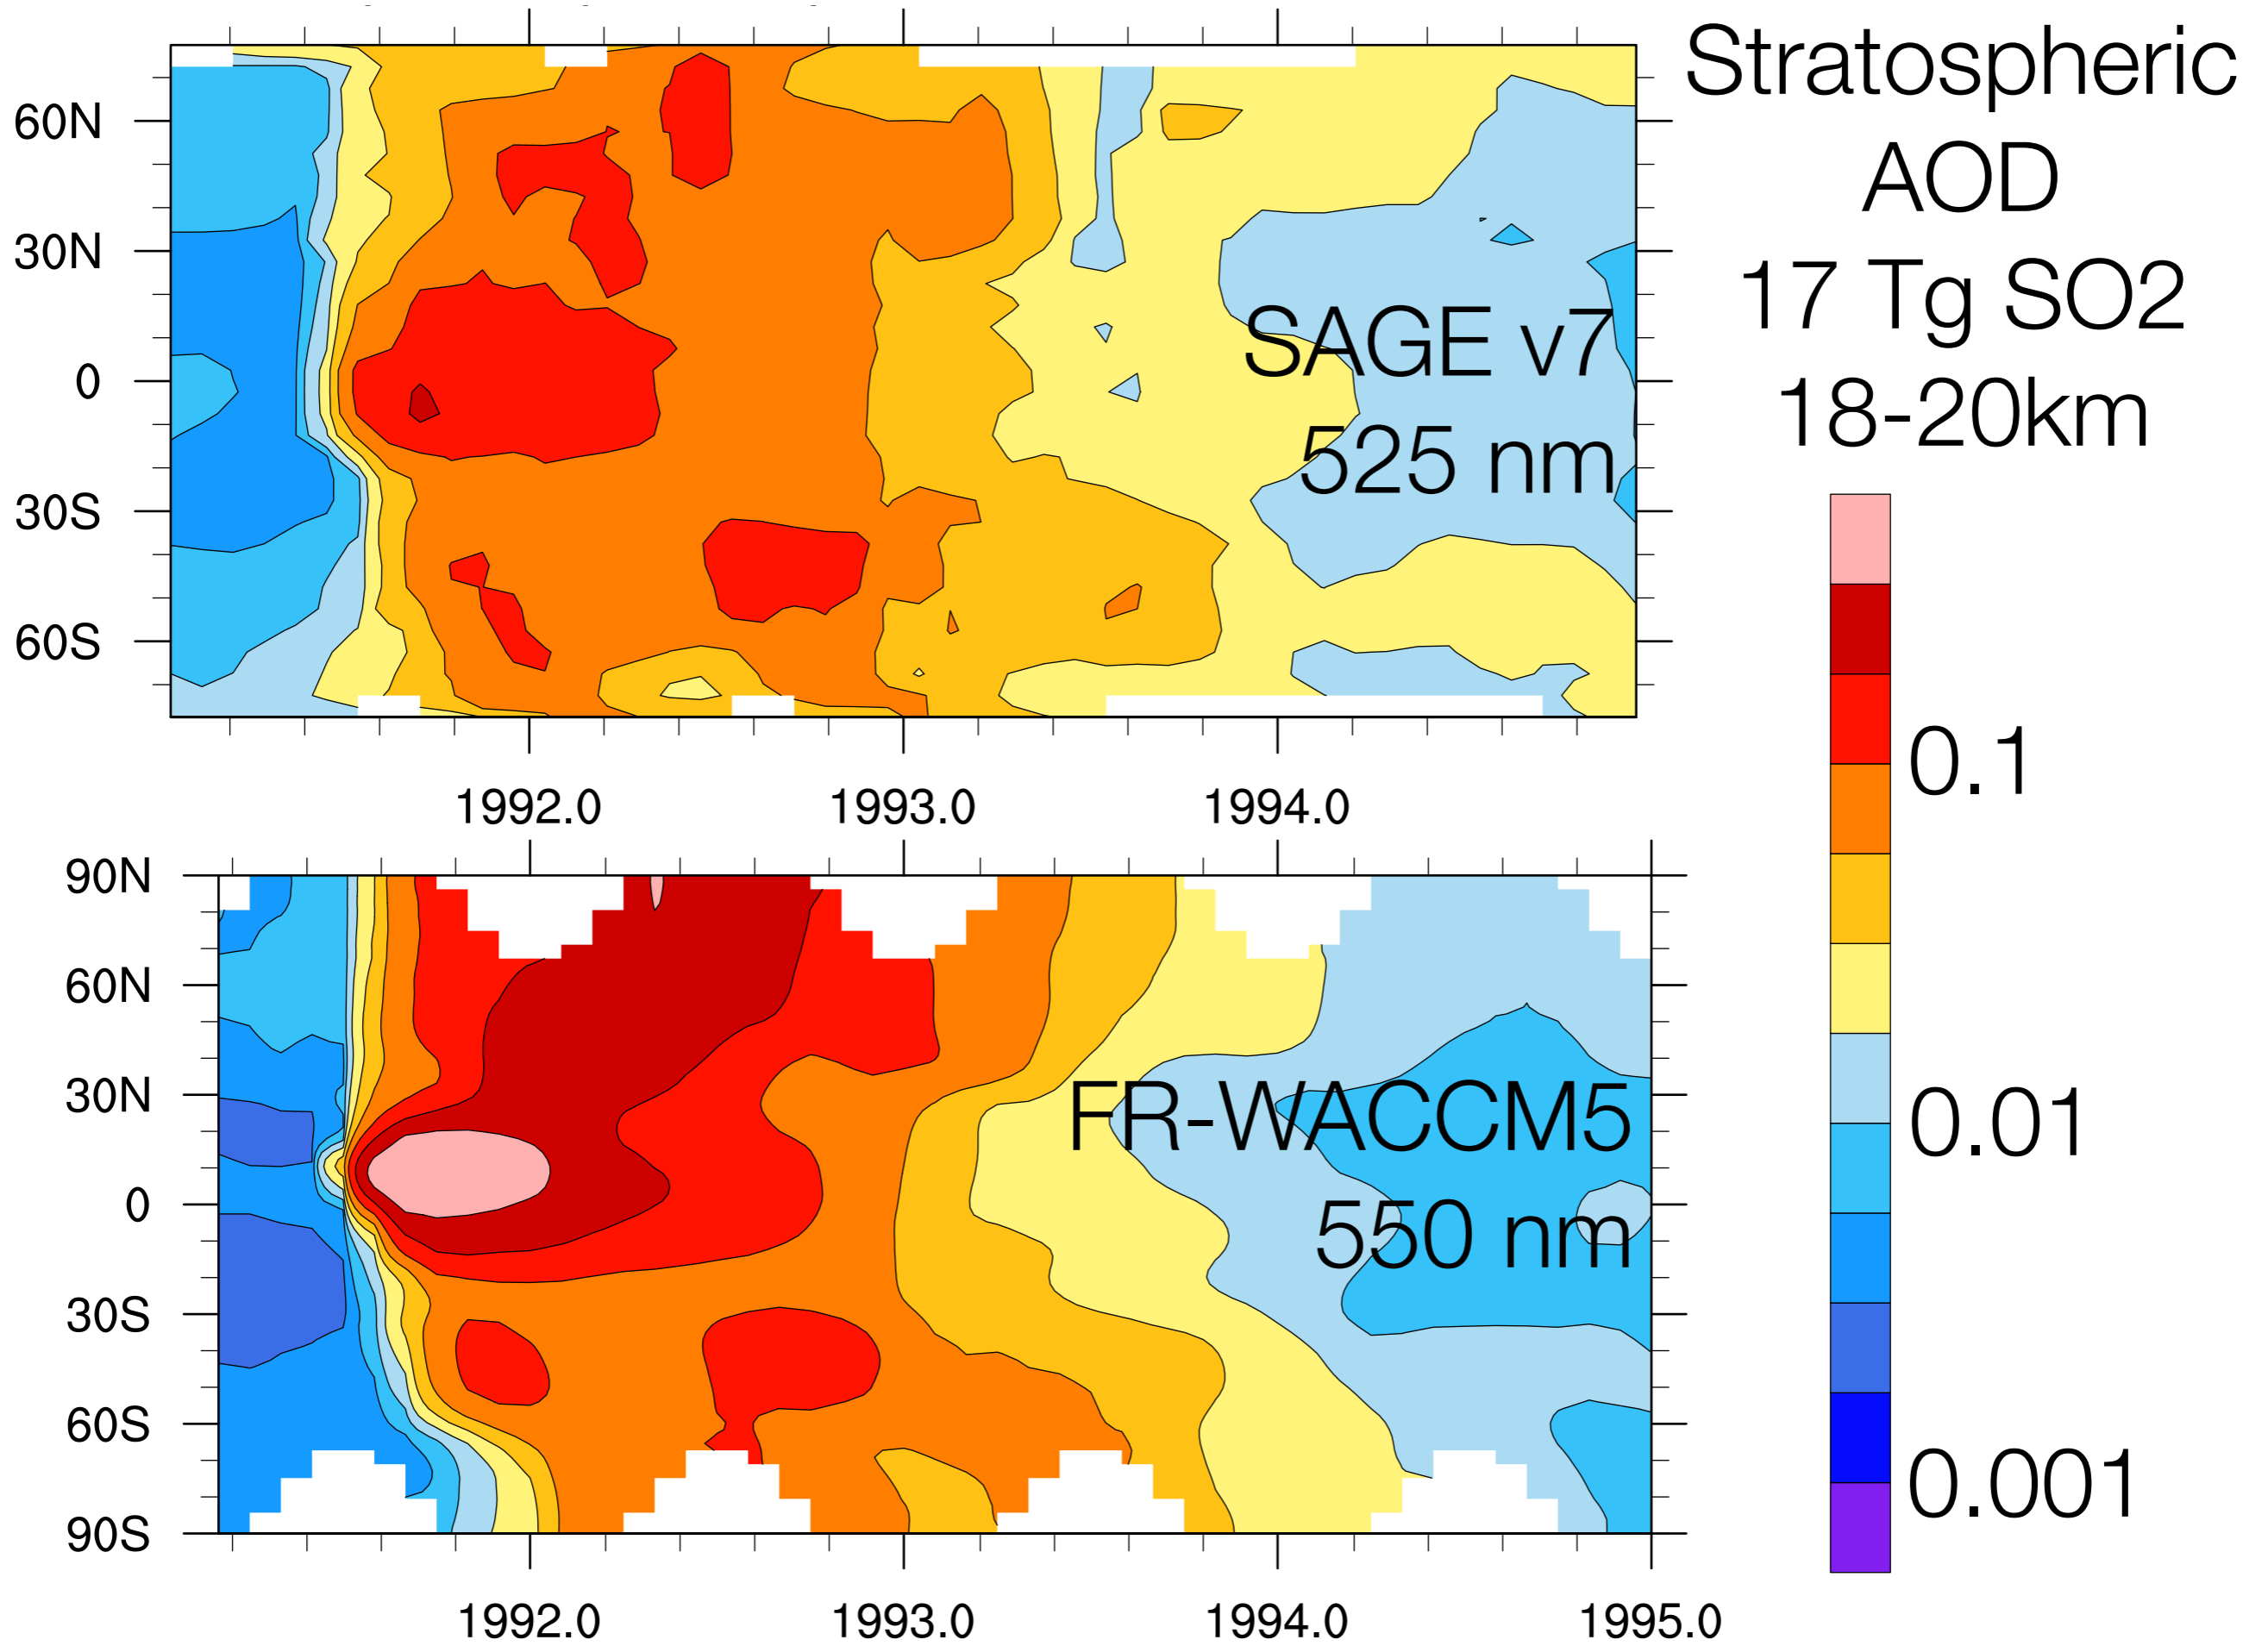 Stratospheric
AOD
17 Tg SO2
18-20km
60N
30N
0
30S
60S
SAGE v7
525 nm
1992.0
1993.0
1994.0
0.1
0.01
0.001
90N
60N
30N
0
30S
60S
90S
FR-WACCM5
550 nm
1992.0
1993.0
1994.0
1995.0